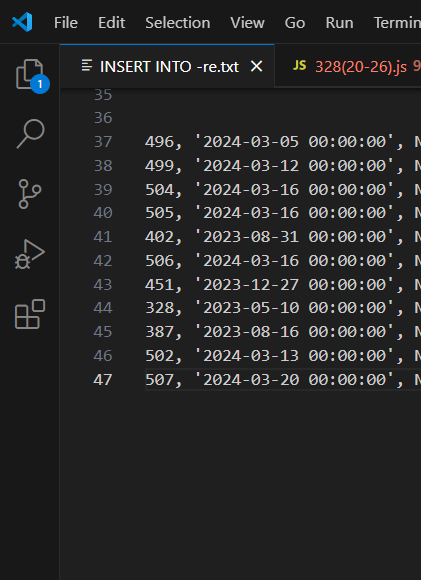 File Edit Selection View Go Run Termin
INSERT INTO -re.txt JS 328(20-26).js 9
1
35
36
37 496, '2024-03-05 00:00:00', N
38 499, '2024-03-12 00:00:00', N
39 504, '2024-03-16 00:00:00', N
40 505, '2024-03-16 00:00:00', N
41 402, '2023-08-31 00:00:00', N
42 506, '2024-03-16 00:00:00', N
43 451, '2023-12-27 00:00:00', N
44 328, '2023-05-10 00:00:00', N
45 387, '2023-08-16 00:00:00', N
46 502, '2024-03-13 00:00:00', N
47 507, '2024-03-20 00:00:00', N